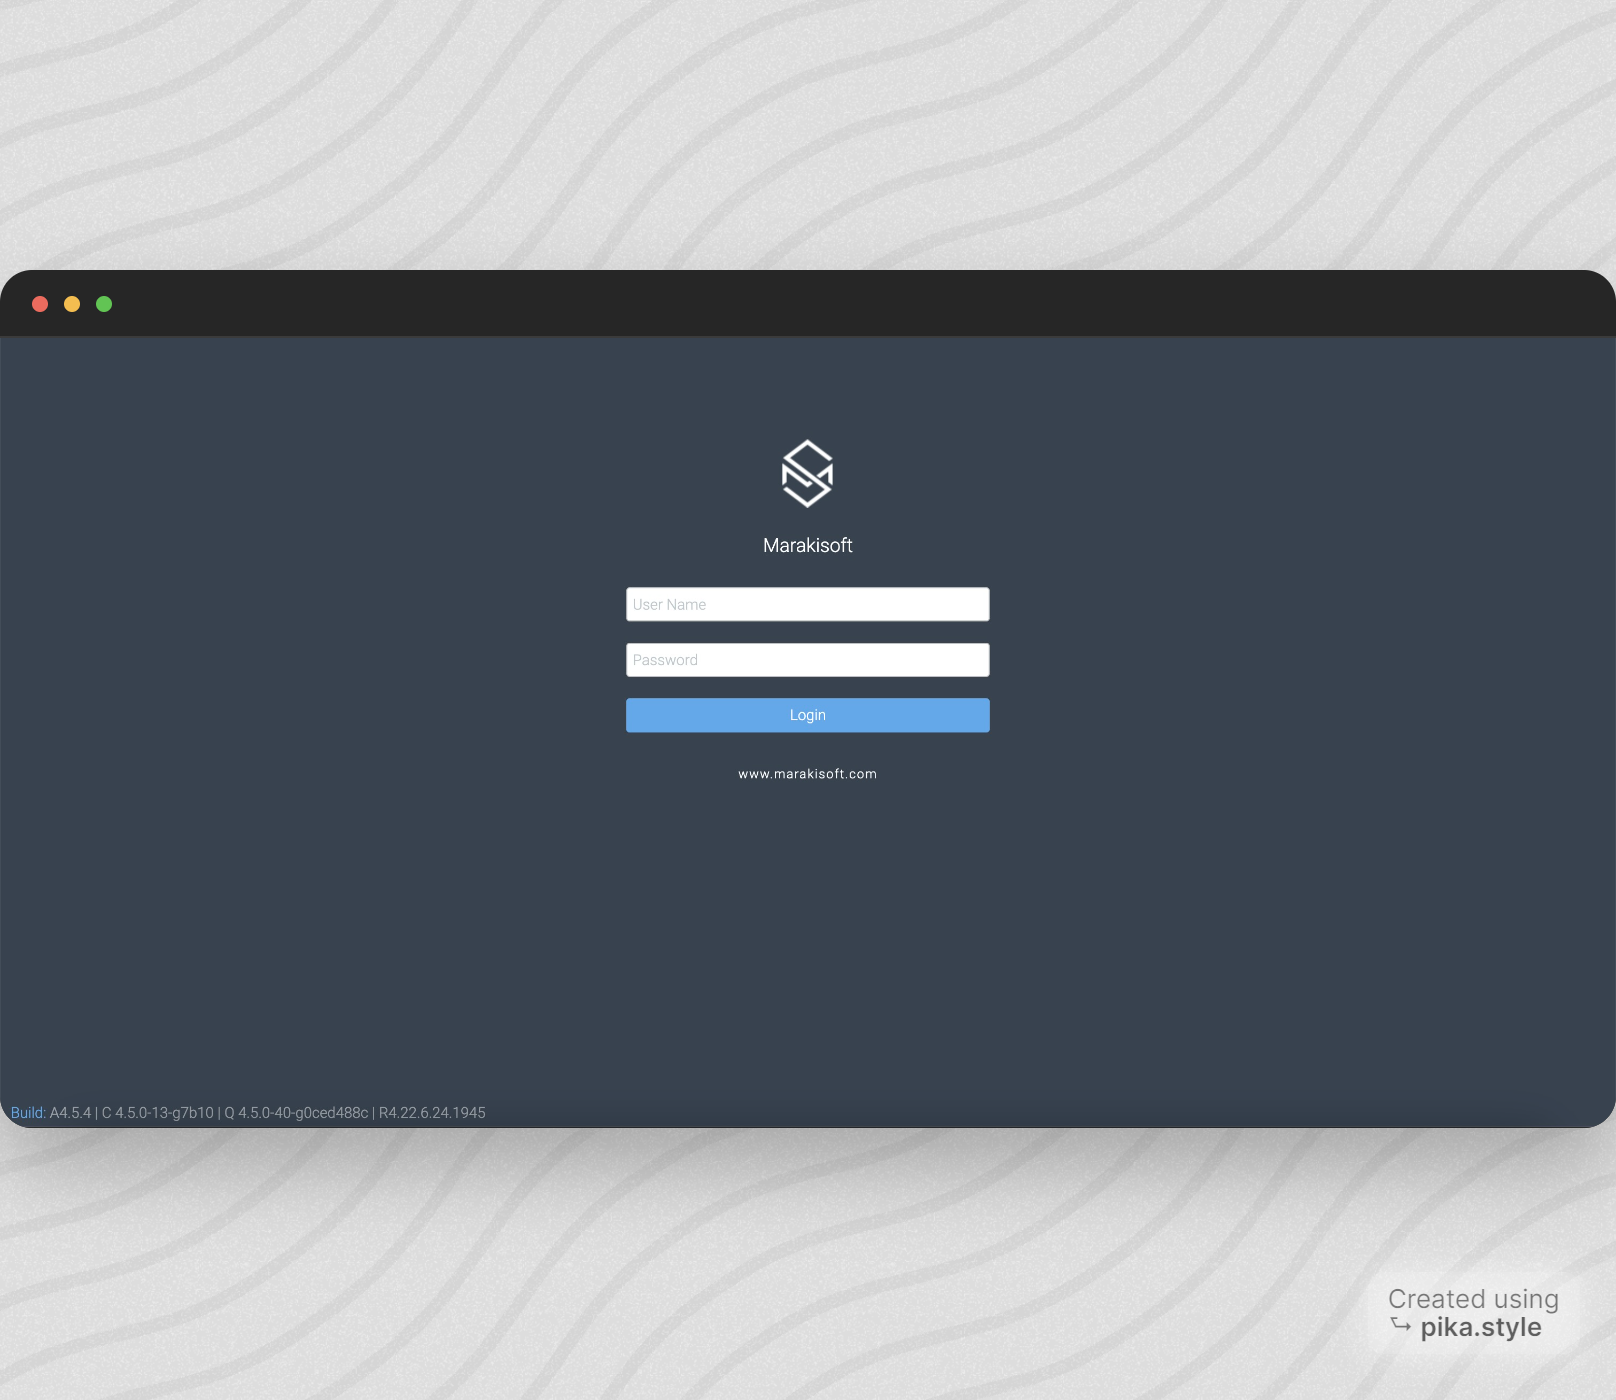 Marakisoft
User Name
Password
Login
www.marakisoft.com
Build: A4.5.4 | C 4.5.0-13-g7b10 | Q 4.5.0-40-g0ced488c | R4.22.6.24.1945
Created using
pika.style